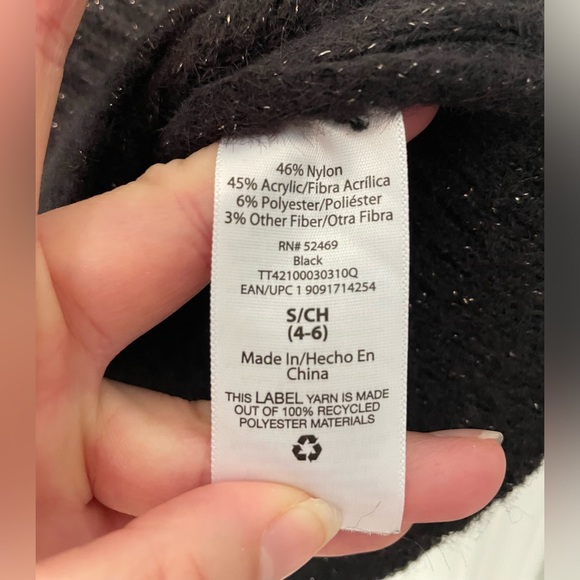 46% Nylon
45% Acrylic/Fibra Acrílica
6% Polyester/Poliéster
3% Other Fiber/Otra Fibra
RN# 52469
Black
TT42100030310Q
EAN/UPC 1 9091714254
S/CH
(4-6)
Made In/Hecho En
China
THIS LABEL YARN IS MADE
OUT OF 100% RECYCLED
POLYESTER MATERIALS